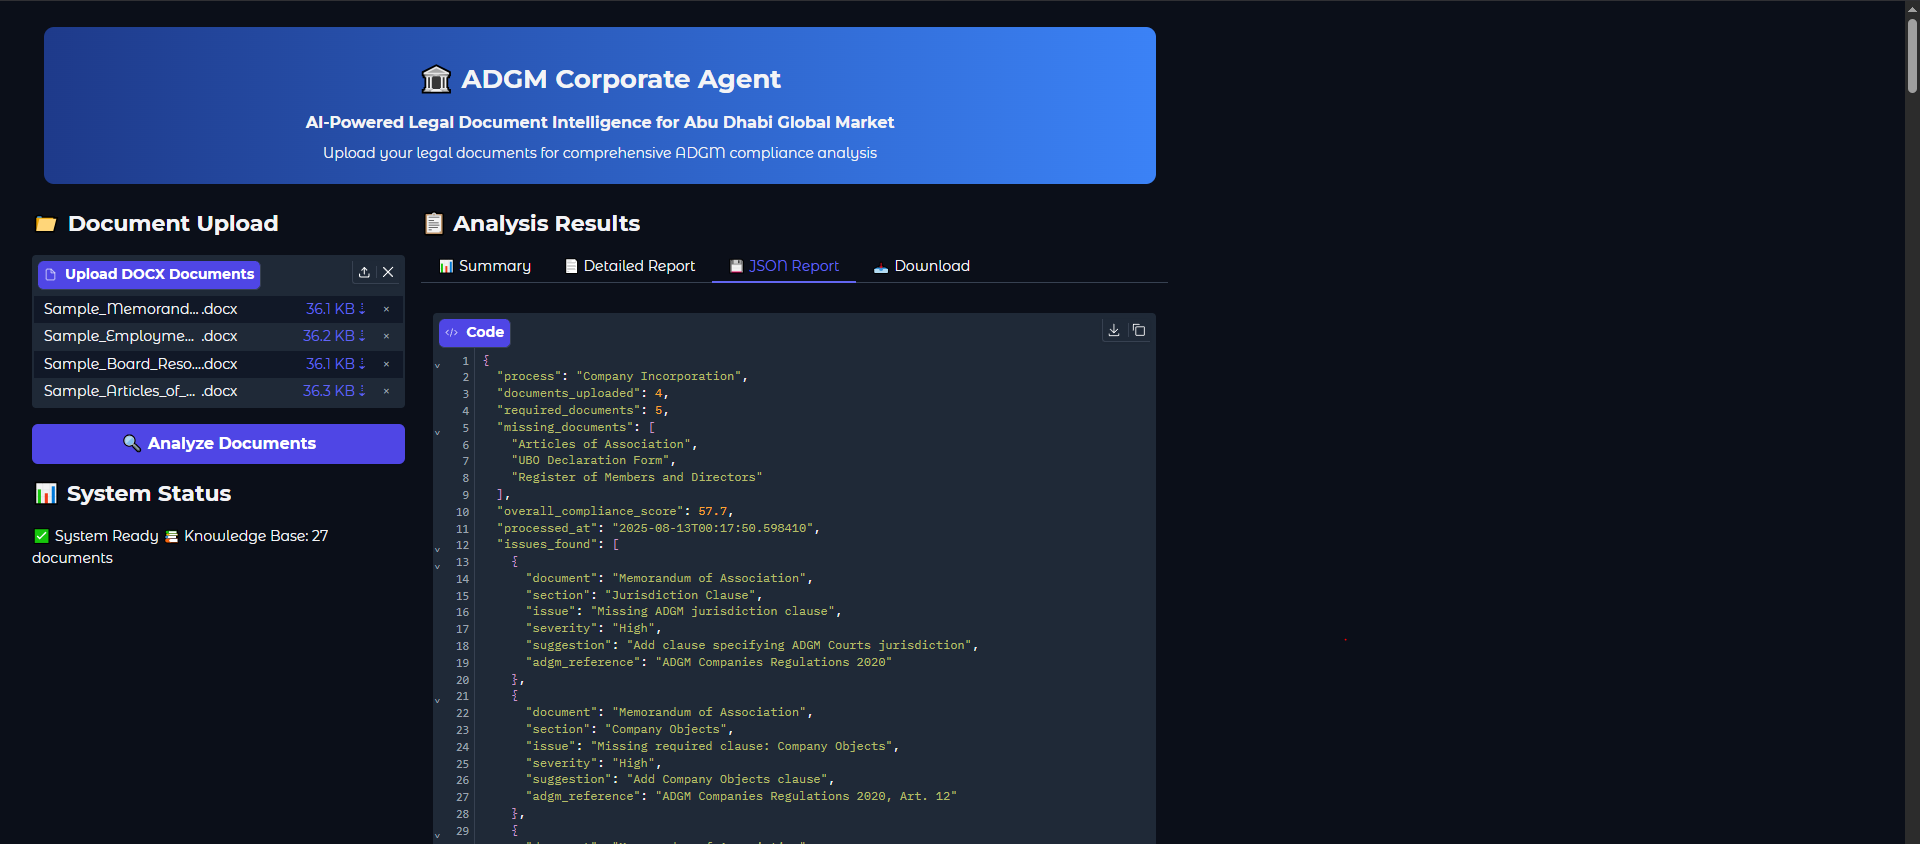 ADGM Corporate Agent
AI-Powered Legal Document Intelligence for Abu Dhabi Global Market
Upload your legal documents for comprehensive ADGM compliance analysis
Document Upload
Upload DOCX Documents
Sample_Memorand... .docx 36.1 KB ⇣ ×
Sample_Employme... .docx 36.2 KB ⇣ ×
Sample_Board_Reso....docx 36.1 KB ⇣ ×
Sample_Articles_of_... .docx 36.3 KB ⇣ ×
Analyze Documents
System Status
System Ready Knowledge Base: 27
documents
Analysis Results
Summary Detailed Report JSON Report Download
Code
1 {
2 "process": "Company Incorporation",
3 "documents_uploaded": 4,
4 "required_documents": 5,
5 "missing_documents": [
6 "Articles of Association",
7 "UBO Declaration Form",
8 "Register of Members and Directors"
9 ],
10 "overall_compliance_score": 57.7,
11 "processed_at": "2025-08-13T00:17:50.598410",
12 "issues_found": [
13 {
14 "document": "Memorandum of Association",
15 "section": "Jurisdiction Clause",
16 "issue": "Missing ADGM jurisdiction clause",
17 "severity": "High",
18 "suggestion": "Add clause specifying ADGM Courts jurisdiction",
19 "adgm_reference": "ADGM Companies Regulations 2020"
20 },
21 {
22 "document": "Memorandum of Association",
23 "section": "Company Objects",
24 "issue": "Missing required clause: Company Objects",
25 "severity": "High",
26 "suggestion": "Add Company Objects clause",
27 "adgm_reference": "ADGM Companies Regulations 2020, Art. 12"
28 },
29 {